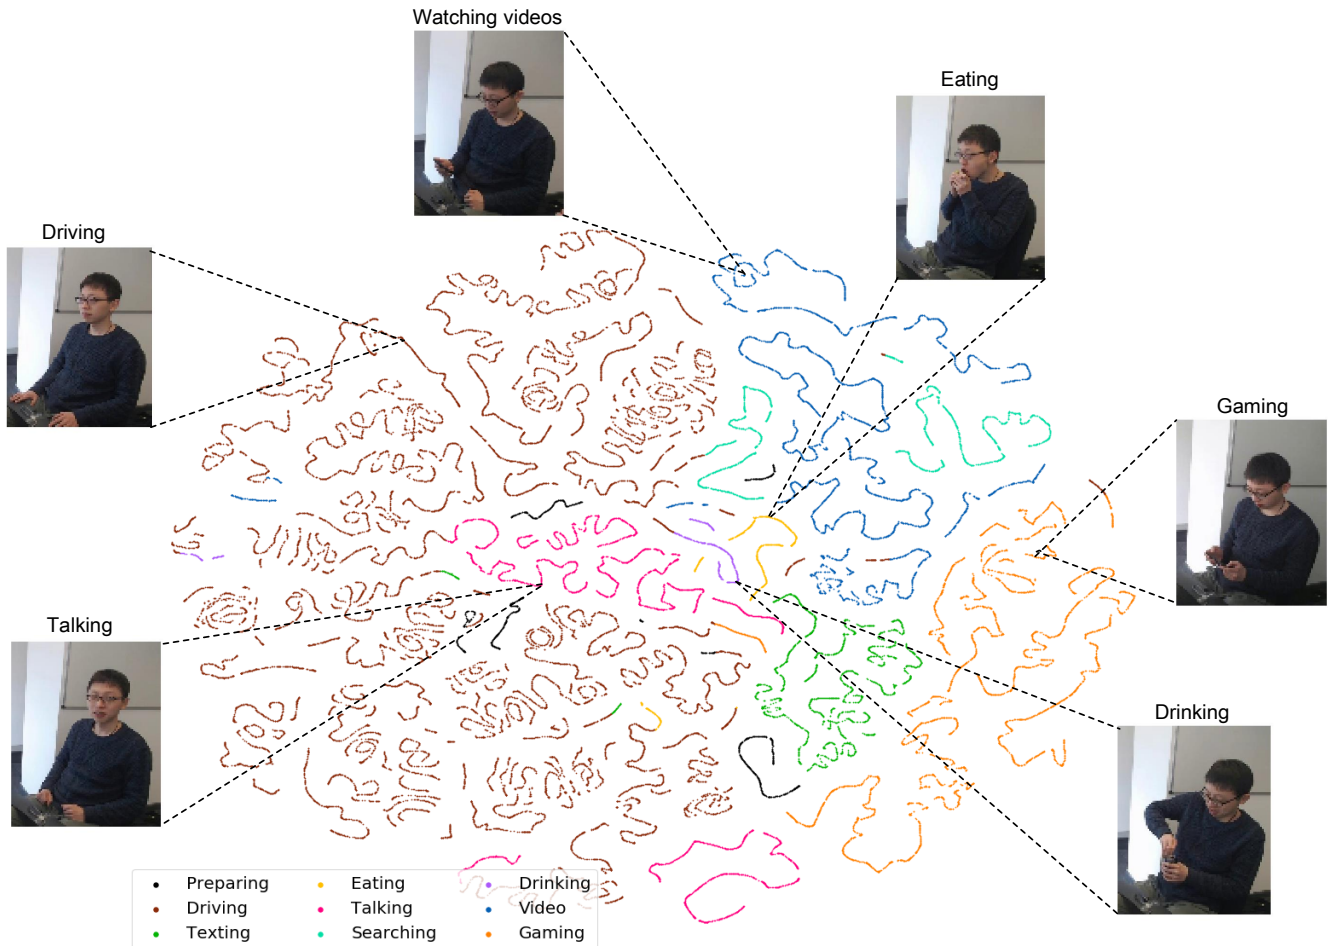 Watching videos
Eating
Driving
Gaming
Talking
Drinking
Preparing
Eating
Drinking
Driving
Talking
Video
Texting
Searching
Gaming